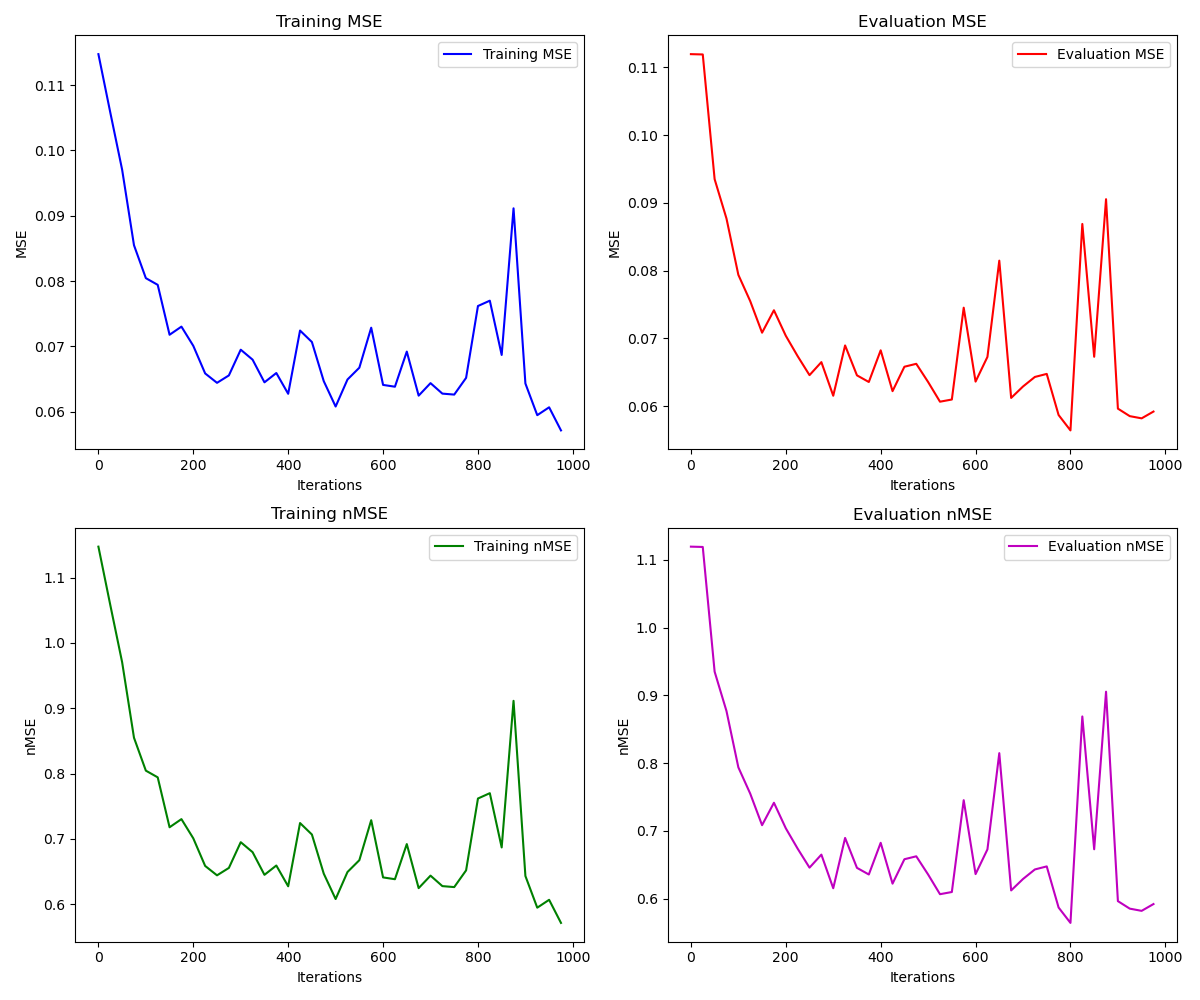 Training MSE
Training MSE
MSE
0.11
0.10
0.09
0.08
0.07
0.06
0 200 400 600 800 1000
Iterations
Evaluation MSE
Evaluation MSE
MSE
0.11
0.10
0.09
0.08
0.07
0.06
0 200 400 600 800 1000
Iterations
Training nMSE
Training nMSE
nMSE
1.1
1.0
0.9
0.8
0.7
0.6
0 200 400 600 800 1000
Iterations
Evaluation nMSE
Evaluation nMSE
nMSE
1.1
1.0
0.9
0.8
0.7
0.6
0 200 400 600 800 1000
Iterations